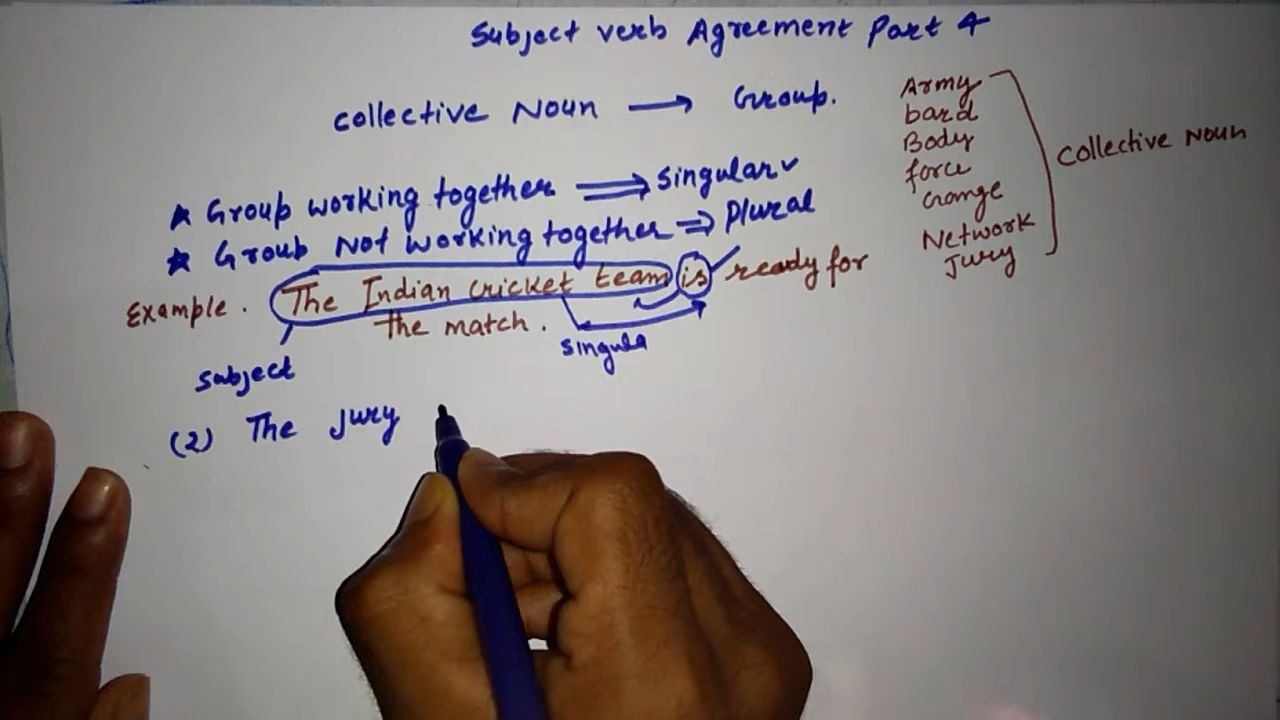 Subject verb Agreement Part 4
Collective Noun → Group.
★ Group working together ⇒ Singular ✓
★ Group Not working together ⇒ Plural
Example. The Indian cricket team is ready for
the match.
Singula
Subject
(2) The Jury
Army
band
Body
force
Network
Jury
Collective Noun